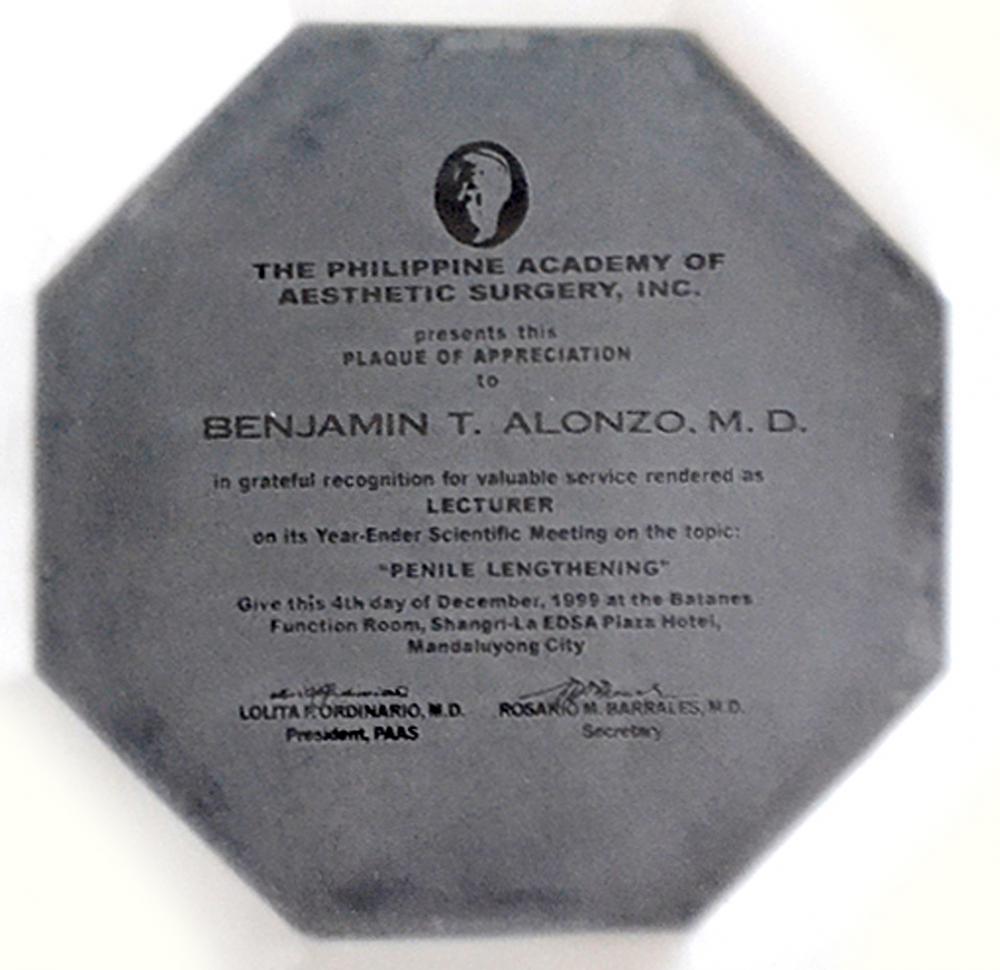 THE PHILIPPINE ACADEMY OF
AESTHETIC SURGERY, INC.
presents this
PLAQUE OF APPRECIATION
to
BENJAMIN T. ALONZO, M. D.
in grateful recognition for valuable service rendered as
LECTURER
on its Year-Ender Scientific Meeting on the topic:
"PENILE LENGTHENING"
Give this 4th day of December, 1999 at the Batanes
Function Room, Shangri-La EDSA Plaza Hotel,
Mandaluyong City
LOLITA F. ORDINARIO, M.D. ROSARIO M. BARRALES, M.D.
President, PAAS Secretary